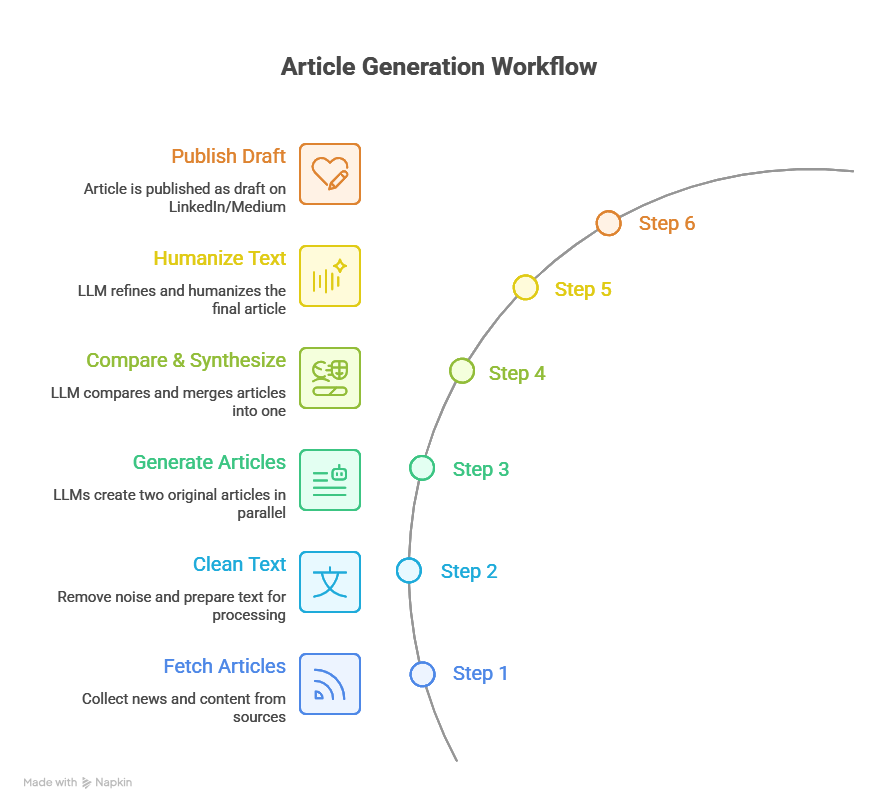 Article Generation Workflow
Publish Draft
Article is published as draft on
LinkedIn/Medium
Step 6
Humanize Text
LLM refines and humanizes the
final article
Step 5
Compare & Synthesize
LLM compares and merges articles
into one
Step 4
Generate Articles
LLMs create two original articles in
parallel
Step 3
Clean Text
Remove noise and prepare text for
processing
文
Step 2
Fetch Articles
Collect news and content from
sources
Step 1
Made with Napkin